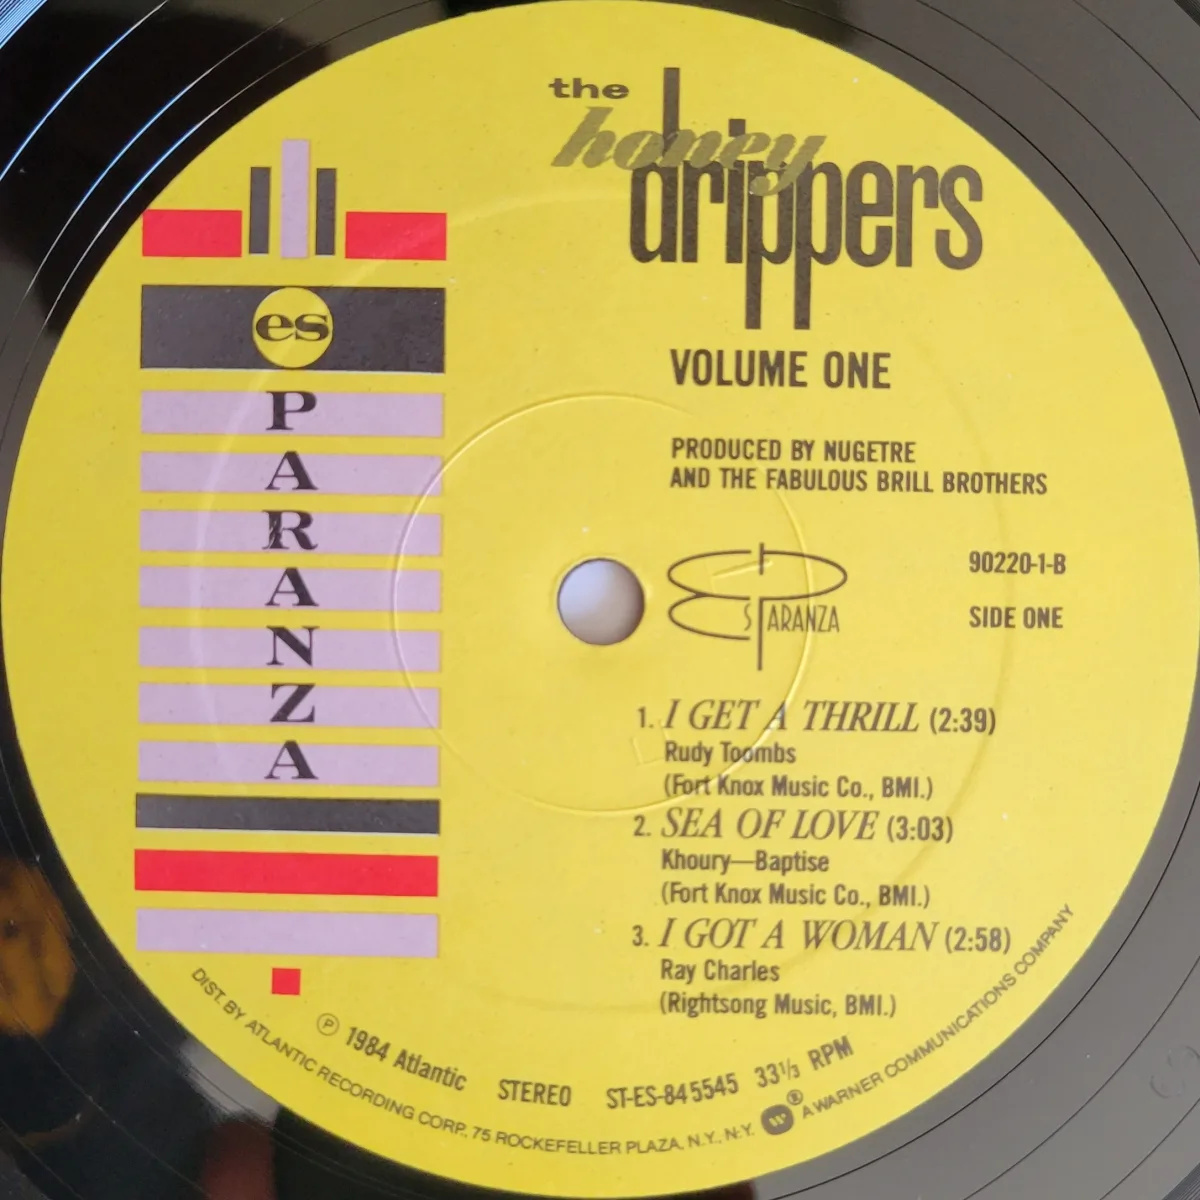 the
honey
drippers
VOLUME ONE
PRODUCED BY NUGETRE
AND THE FABULOUS BRILL BROTHERS
es
P
A
R
A
N
Z
A
ESPARANZA
90220-1-B
SIDE ONE
1. I GET A THRILL (2:39)
Rudy Toombs
(Fort Knox Music Co., BMI.)
2. SEA OF LOVE (3:03)
Khoury—Baptise
(Fort Knox Music Co., BMI.)
3. I GOT A WOMAN (2:58)
Ray Charles
(Rightsong Music, BMI.)
℗ 1984 Atlantic STEREO ST-ES-845545 33⅓ RPM
DIST. BY ATLANTIC RECORDING CORP., 75 ROCKEFELLER PLAZA, N.Y., N.Y. W ® A WARNER COMMUNICATIONS COMPANY